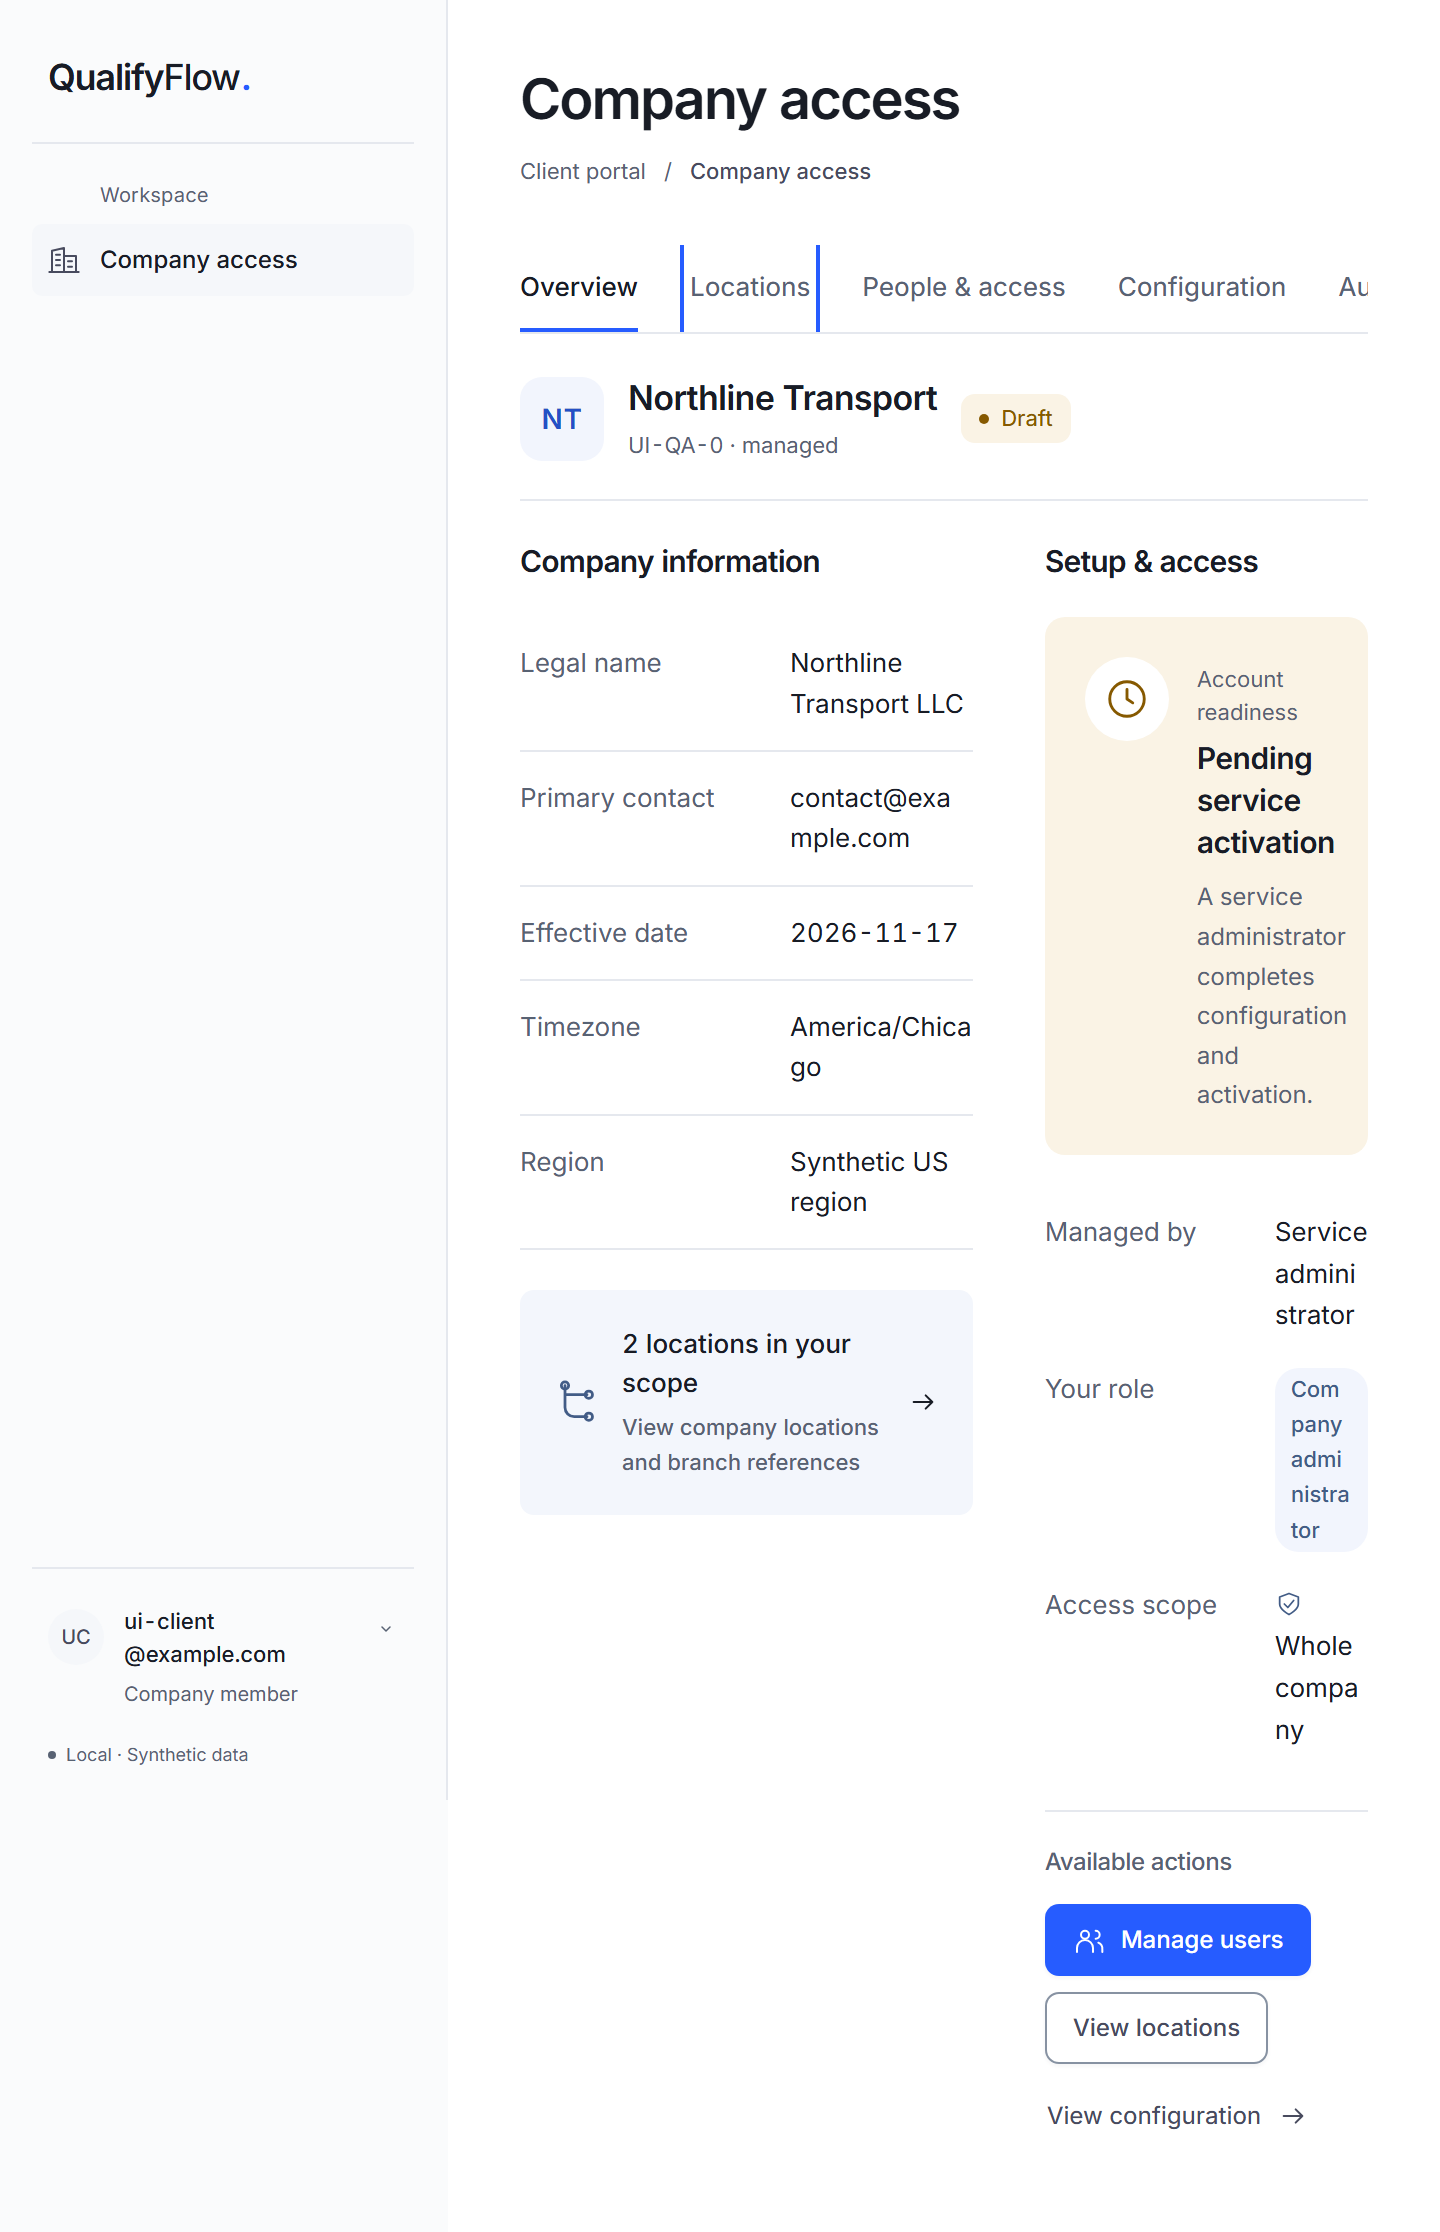 QualifyFlow.
Workspace
Company access
ui-client
@example.com
Company member
Local · Synthetic data
UC
Company access
Client portal / Company access
Overview Locations People & access Configuration Au
NT
Northline Transport
UI-QA-0 · managed
Draft
Company information
Legal name
Northline
Transport LLC
Primary contact
contact@exa
mple.com
Effective date
2026-11-17
Timezone
America/Chica
go
Region
Synthetic US
region
2 locations in your
scope
View company locations
and branch references
Setup & access
Account
readiness
Pending
service
activation
A service
administrator
completes
configuration
and
activation.
Managed by
Service
admini
strator
Your role
Com
pany
admi
nistra
tor
Access scope
Whole
compa
ny
Available actions
Manage users
View locations
View configuration